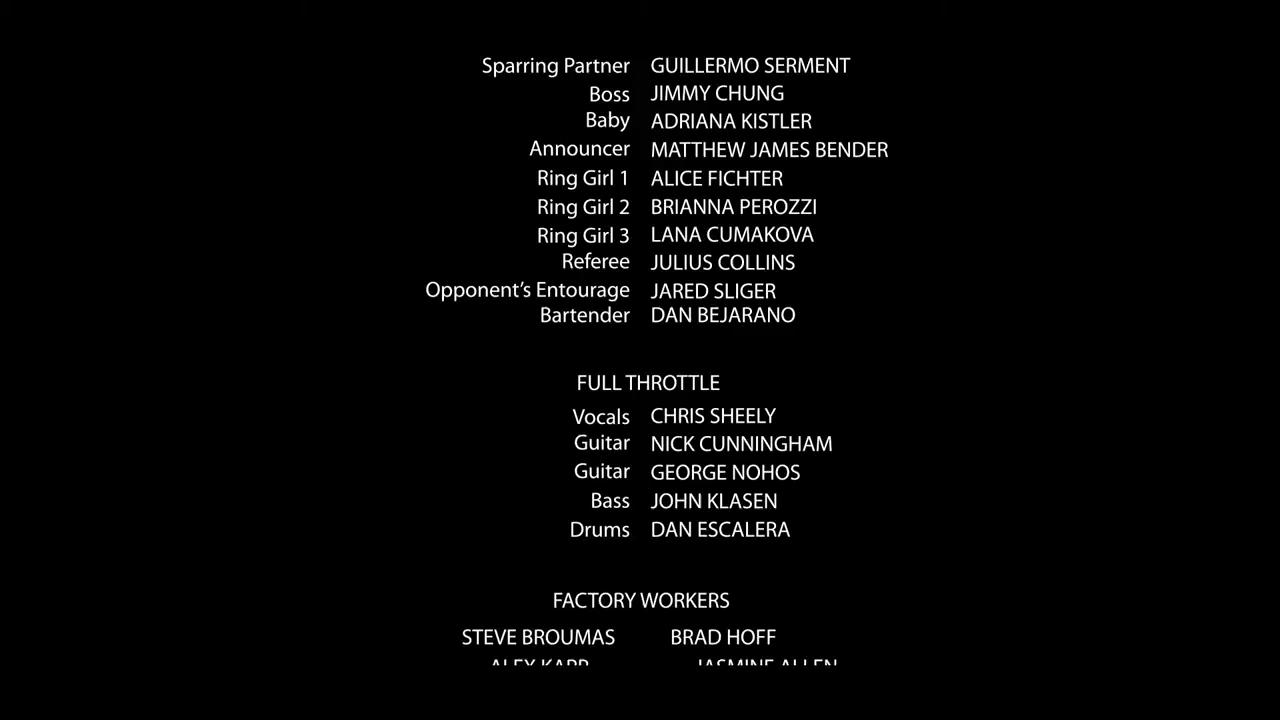 Sparring Partner GUILLERMO SERMENT
Boss JIMMY CHUNG
Baby ADRIANA KISTLER
Announcer MATTHEW JAMES BENDER
Ring Girl 1 ALICE FICHTER
Ring Girl 2 BRIANNA PEROZZI
Ring Girl 3 LANA CUMAKOVA
Referee JULIUS COLLINS
Opponent’s Entourage JARED SLIGER
Bartender DAN BEJARANO
FULL THROTTLE
Vocals CHRIS SHEELY
Guitar NICK CUNNINGHAM
Guitar GEORGE NOHOS
Bass JOHN KLASEN
Drums DAN ESCALERA
FACTORY WORKERS
STEVE BROUMAS BRAD HOFF
ALEX JASMINE ALLEN